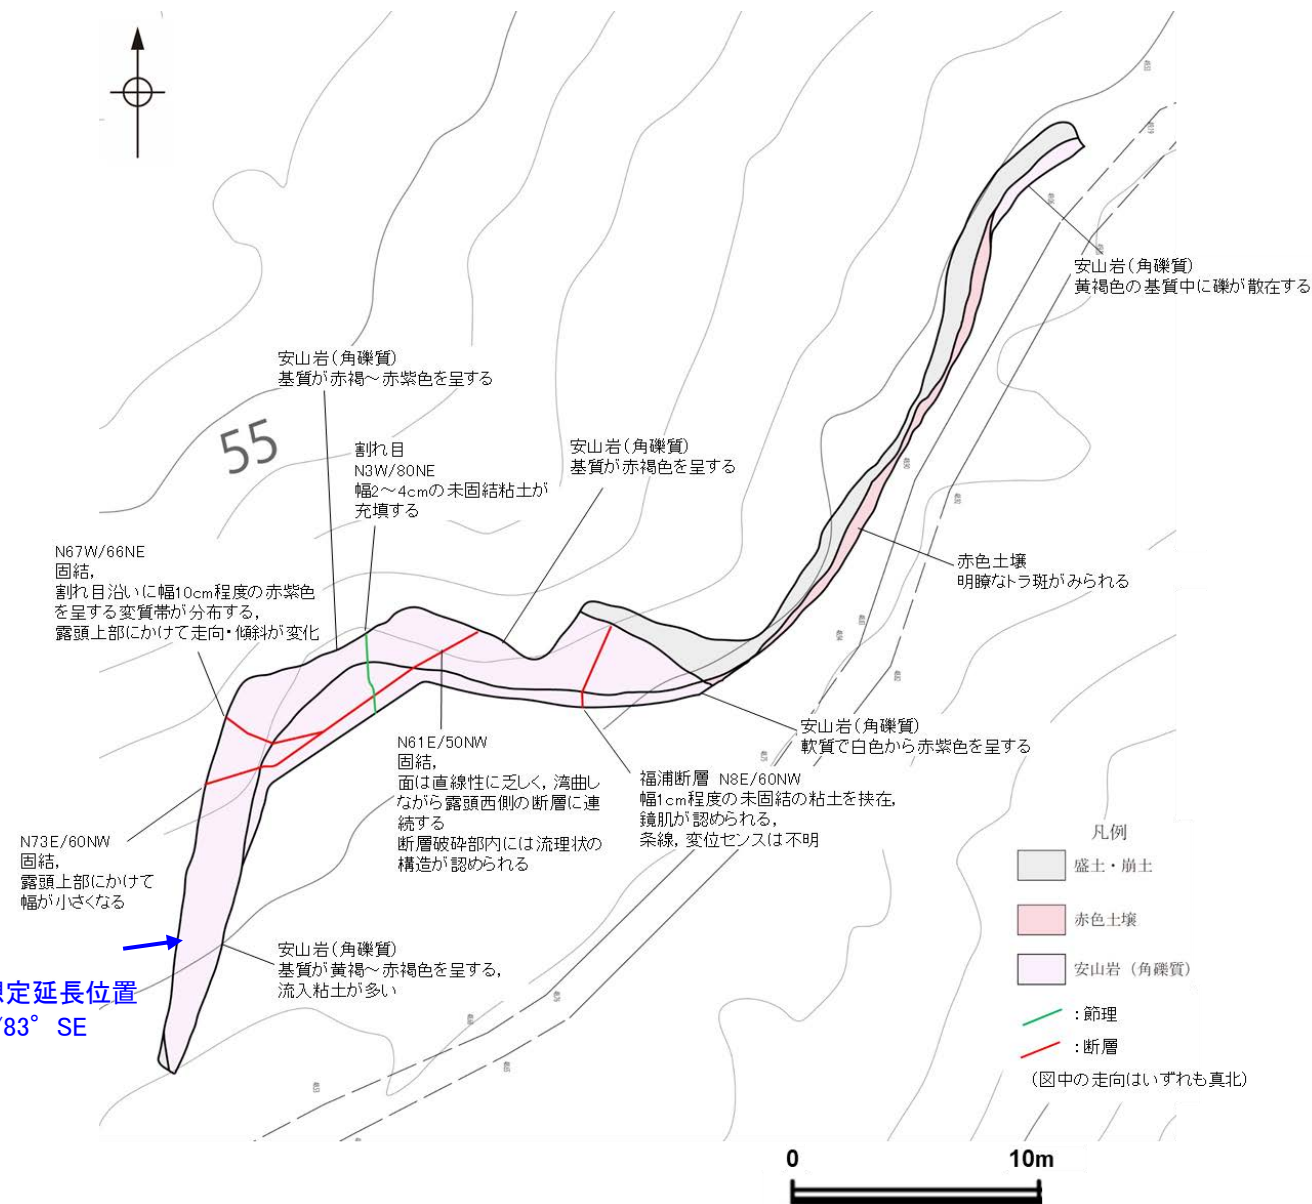 安山岩(角礫質)
黄褐色の基質中に礫が散在する
安山岩(角礫質)
基質が赤褐～赤紫色を呈する
55
割れ目
N3W/80NE
幅2～4cmの未固結粘土が
充填する
安山岩(角礫質)
基質が赤褐色を呈する
N67W/66NE
固結,
割れ目沿いに幅10cm程度の赤紫色
を呈する変質帯が分布する,
露頭上部にかけて走向・傾斜が変化
赤色土壌
明瞭なトラ斑がみられる
安山岩(角礫質)
軟質で白色から赤紫色を呈する
N61E/50NW
固結,
面は直線性に乏しく, 湾曲し
ながら露頭西側の断層に連
続する
断層破砕部内には流理状の
構造が認められる
福浦断層 N8E/60NW
幅1cm程度の未固結の粘土を挟在,
鏡肌が認められる,
条線, 変位センスは不明
N73E/60NW
固結,
露頭上部にかけて
幅が小さくなる
安山岩(角礫質)
基質が黄褐～赤褐色を呈する,
流入粘土が多い
想定延長位置
/83° SE
凡例
盛土・崩土
赤色土壌
安山岩 (角礫質)
:節理
:断層
(図中の走向はいずれも真北)
0 10m